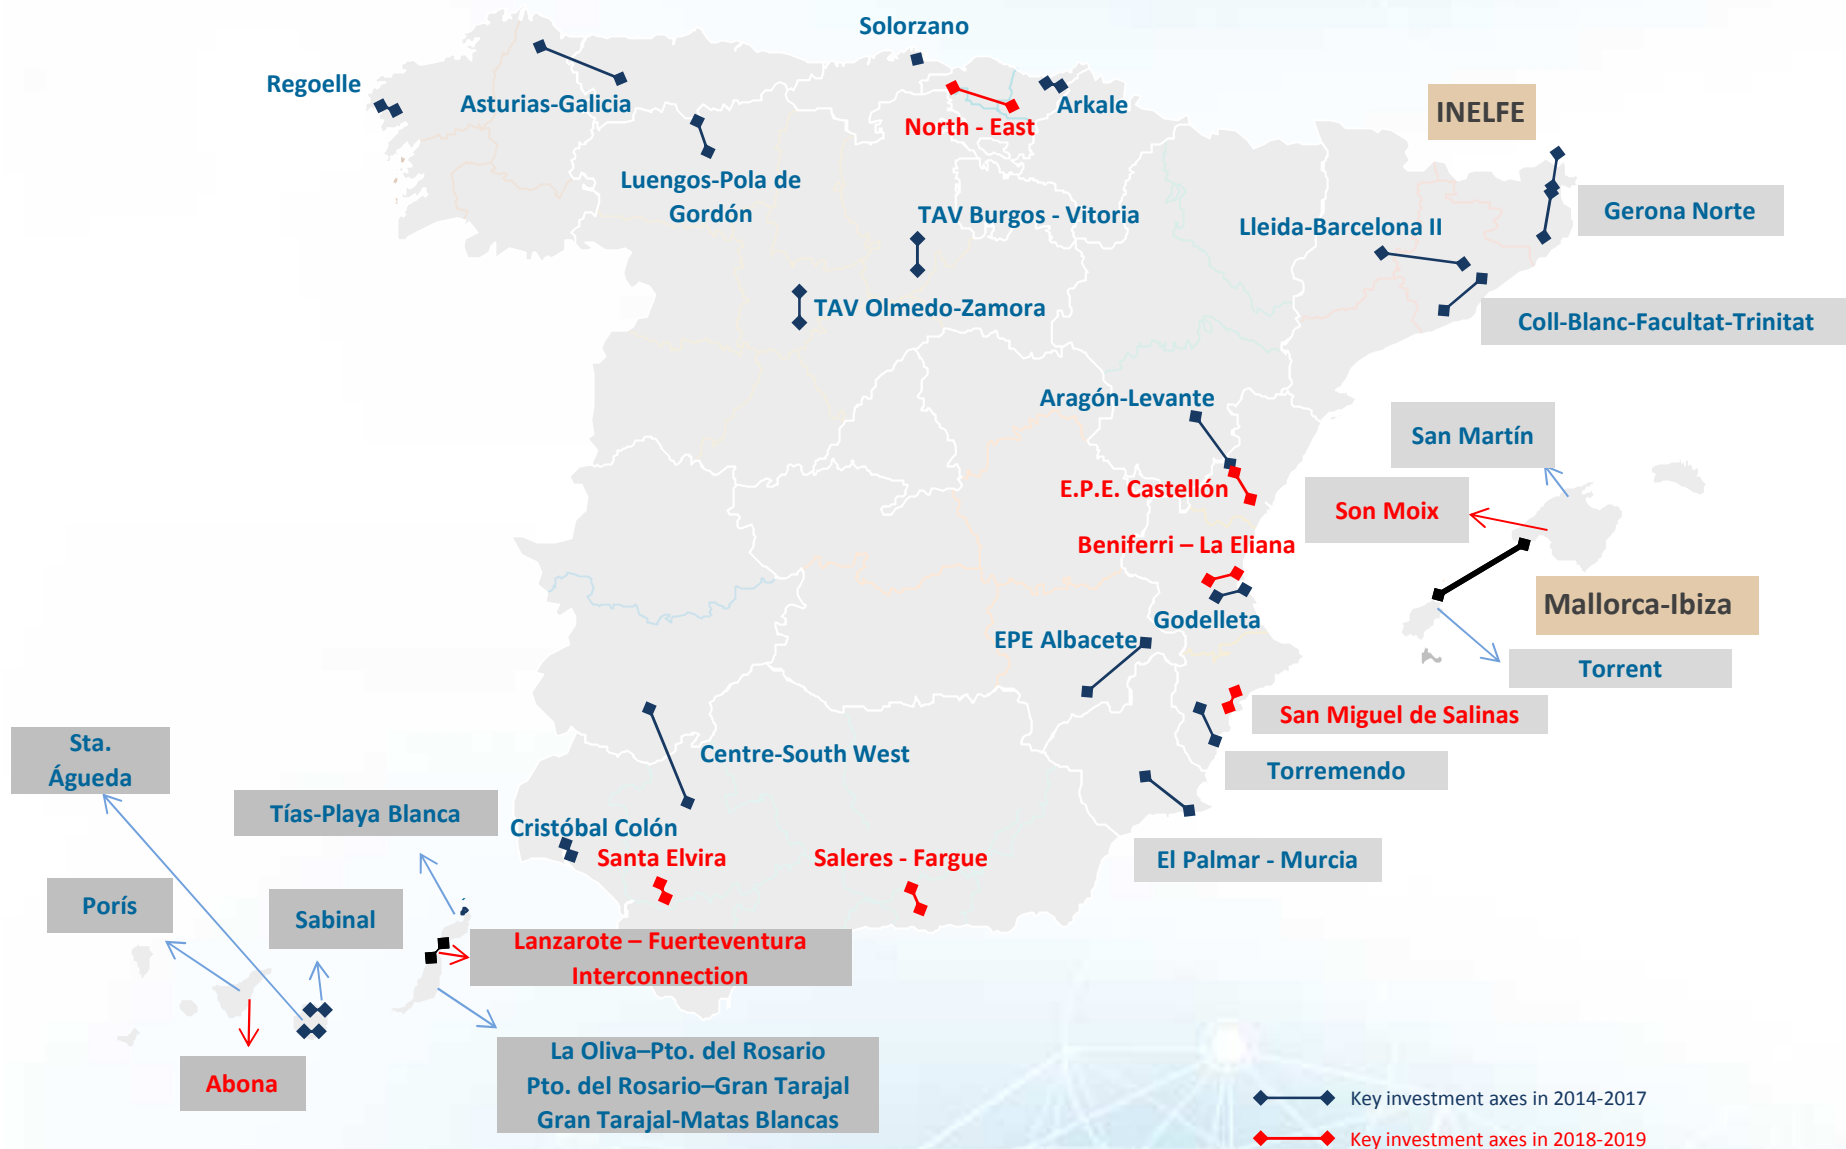 Solorzano
Regoelle
Asturias-Galicia
Arkale
North - East
INELFE
Luengos-Pola de
Gordón
TAV Burgos - Vitoria
Lleida-Barcelona II
Gerona Norte
TAV Olmedo-Zamora
Coll-Blanc-Facultat-Trinitat
Aragón-Levante
San Martín
E.P.E. Castellón
Son Moix
Beniferri – La Eliana
Mallorca-Ibiza
Godelleta
EPE Albacete
Torrent
San Miguel de Salinas
Sta.
Águeda
Centre-South West
Torremendo
Tías-Playa Blanca
Cristóbal Colón
Santa Elvira
Saleres - Fargue
El Palmar - Murcia
Porís
Sabinal
Lanzarote – Fuerteventura
Interconnection
Abona
La Oliva–Pto. del Rosario
Pto. del Rosario–Gran Tarajal
Gran Tarajal-Matas Blancas
Key investment axes in 2014-2017
Key investment axes in 2018-2019